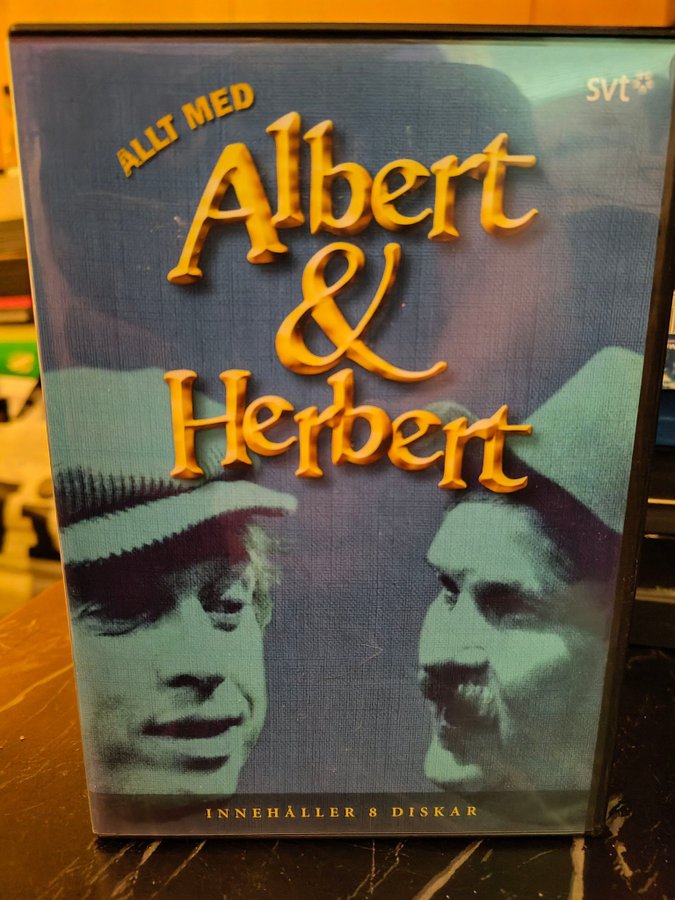 ALLT MED
svt
Albert
&
Herbert
INNEHÅLLER 8 DISKAR